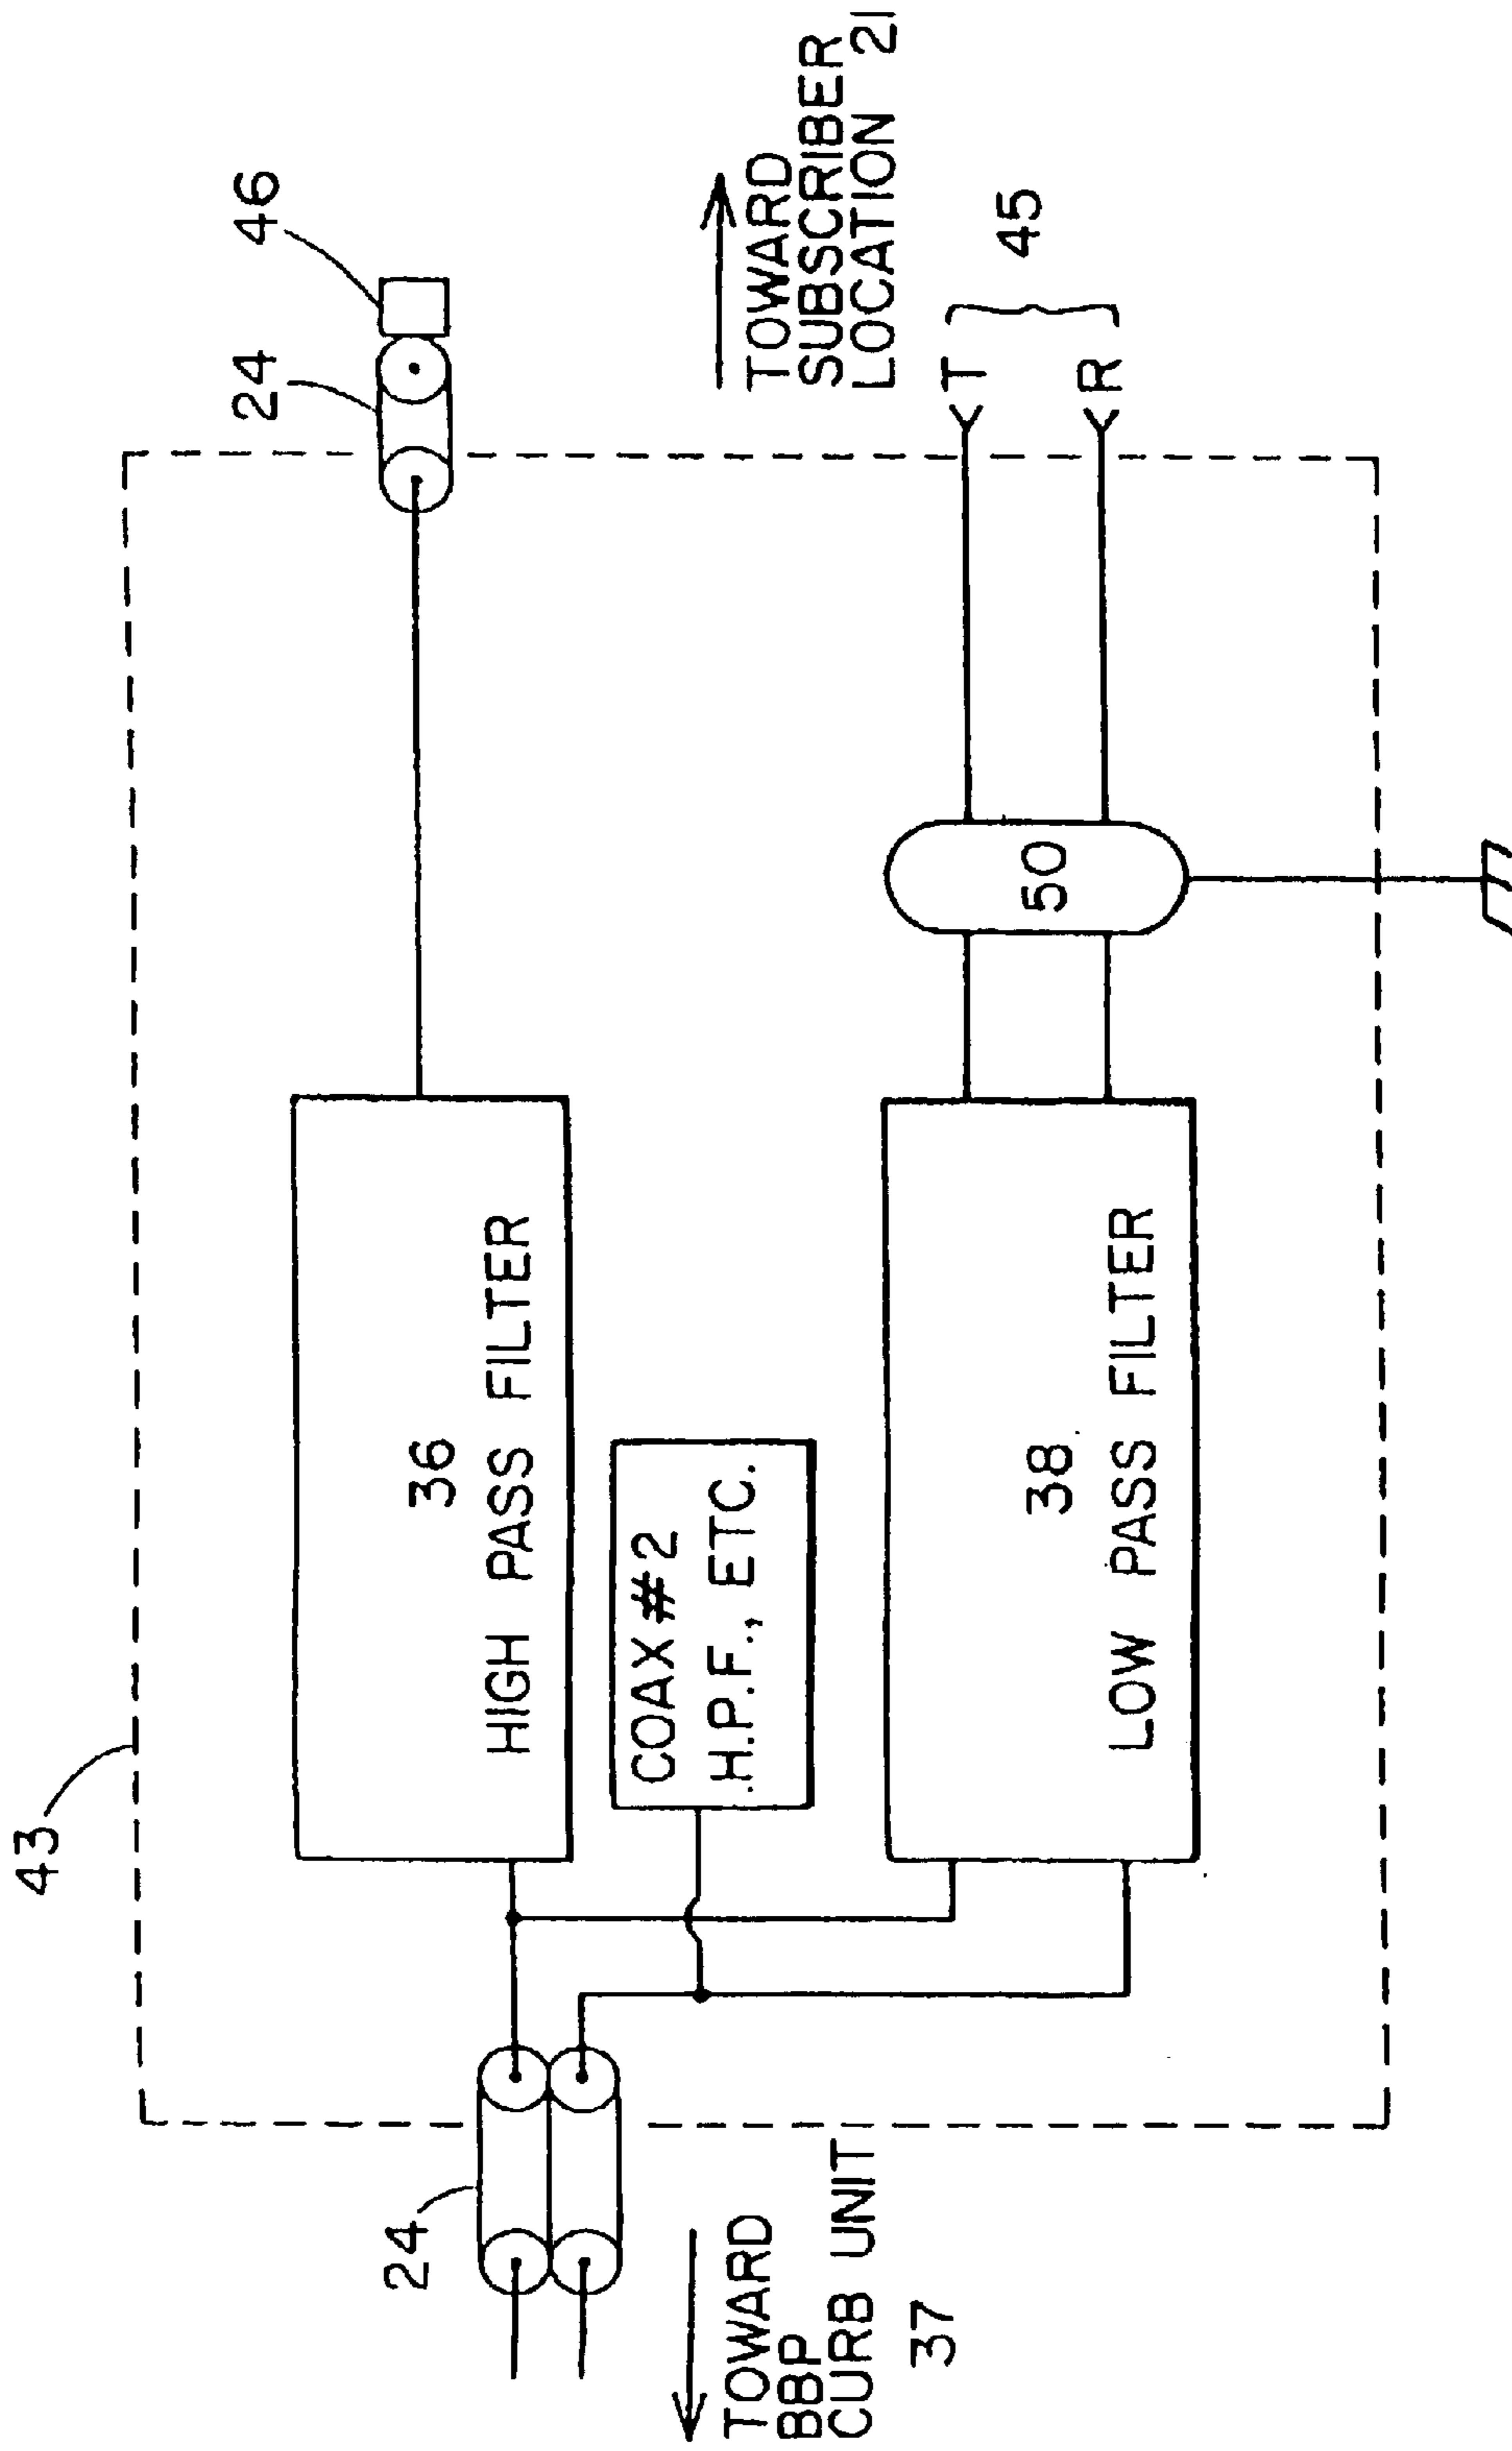 43
24
46
36
HIGH PASS FILTER
24
COAX #2
H.P.F., ETC.
TOWARD
BBP
CURB UNIT
37
TOWARD
SUBSCRIBER
LOCATION 21
38
LOW PASS FILTER
50
T
R
45